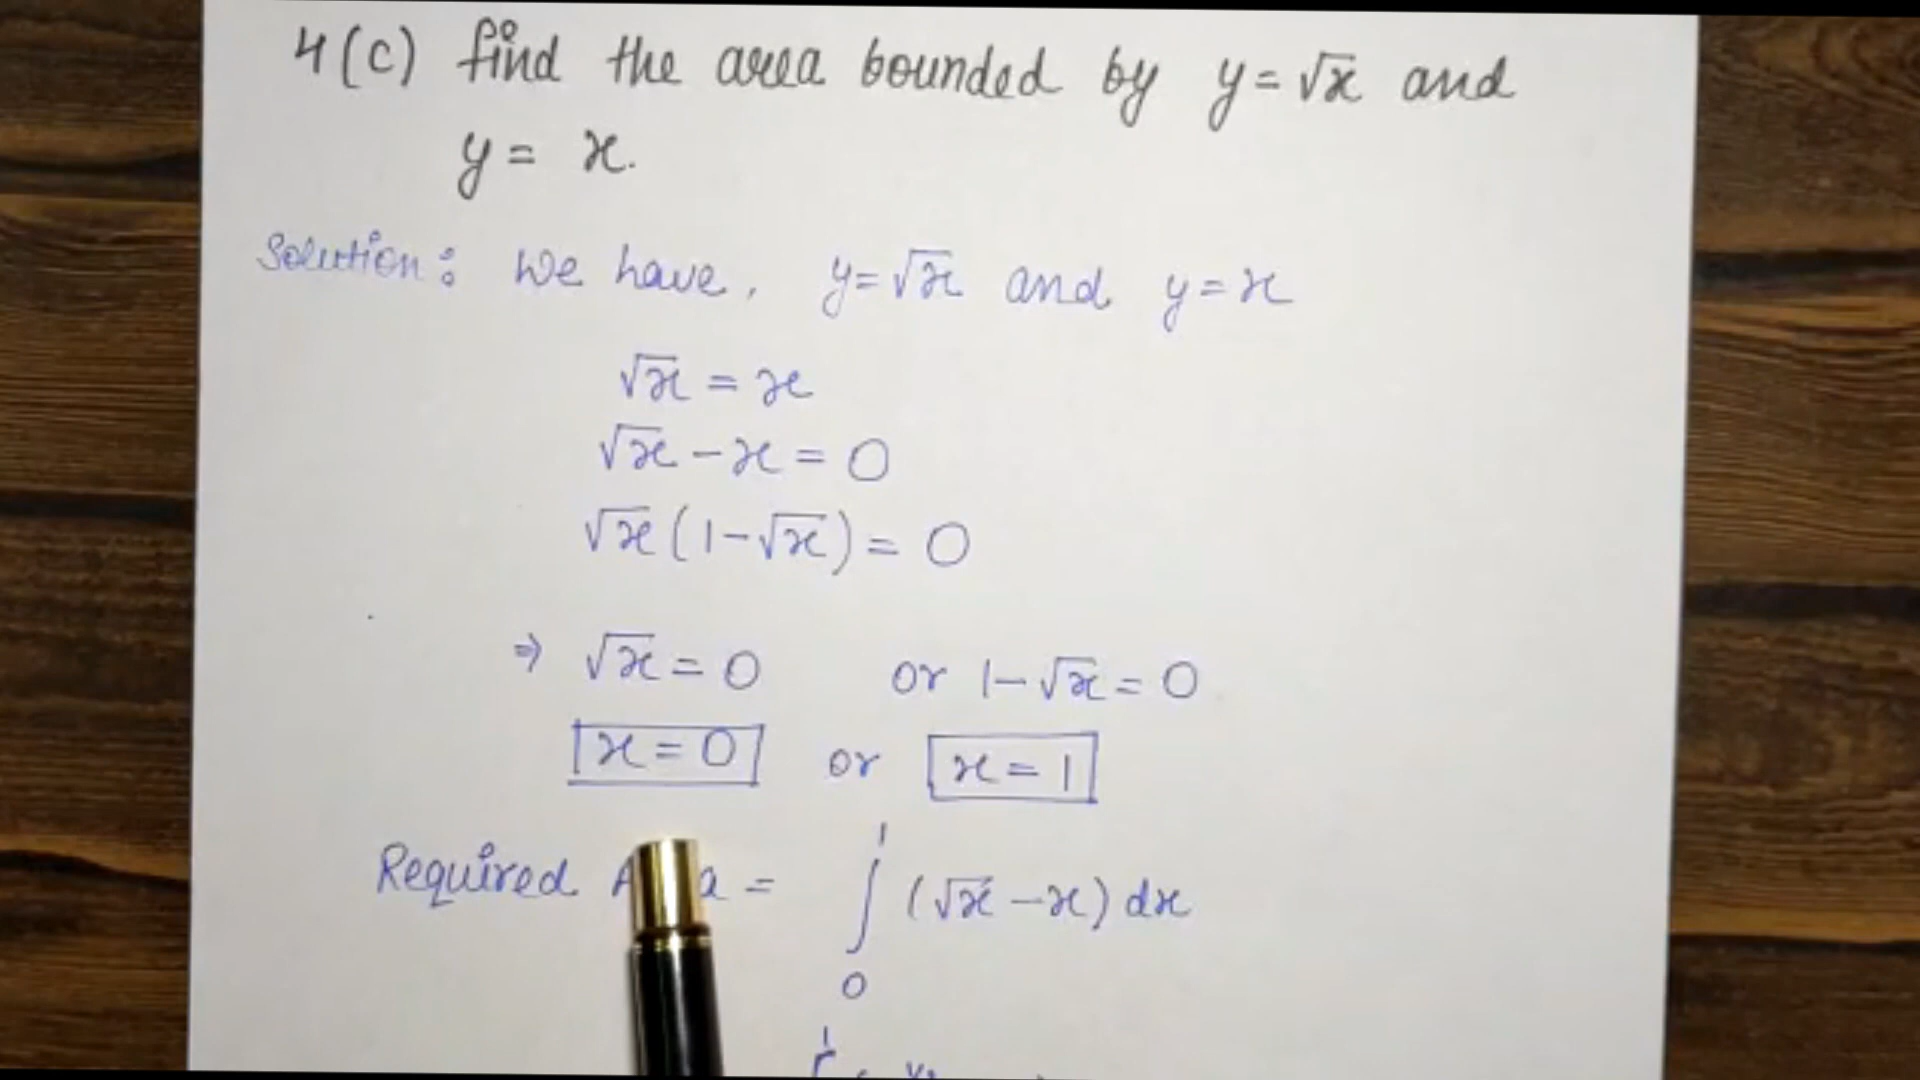 4(c) find the area bounded by y=√x and
y = x.
Solution: We have, y=√x and y=x
√x = x
√x - x = 0
√x(1-√x) = 0
⇒ √x = 0 or 1-√x = 0
x = 0 or x = 1
Required = ∫₀¹ (√x - x) dx